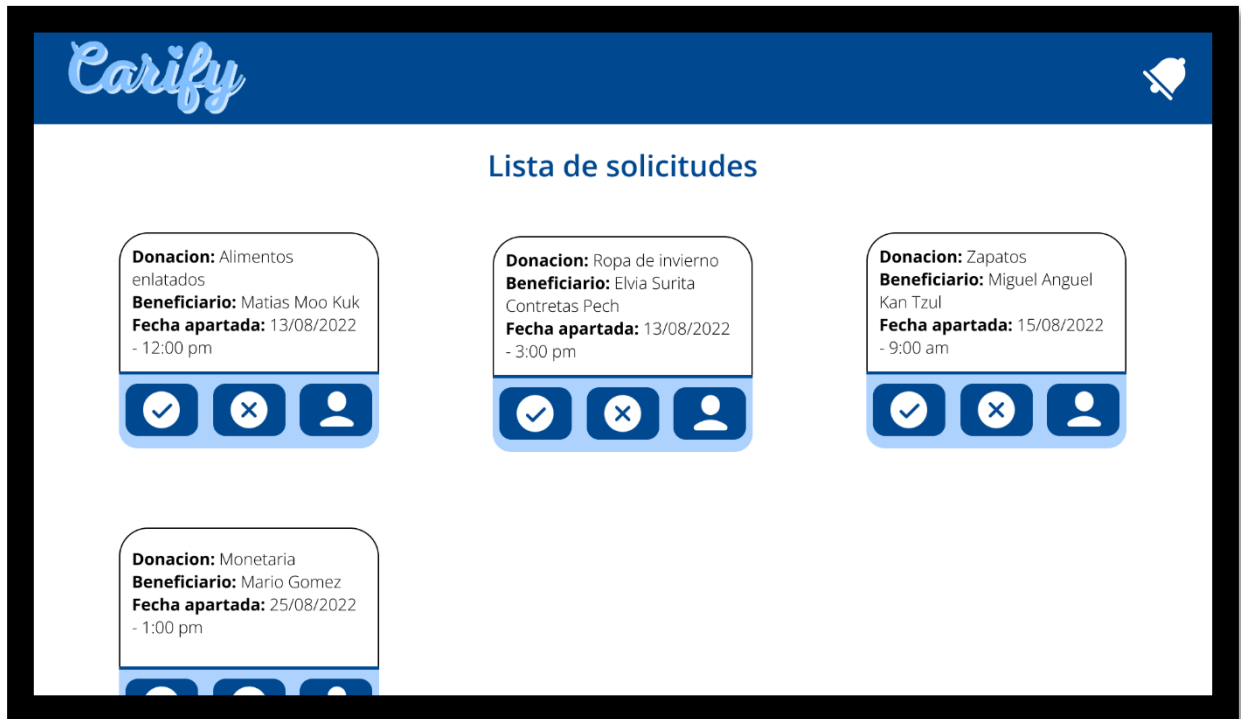 Carify
Lista de solicitudes
Donacion: Alimentos
enlatados
Beneficiario: Matias Moo Kuk
Fecha apartada: 13/08/2022
- 12:00 pm
Donacion: Ropa de invierno
Beneficiario: Elvia Surita
Contretas Pech
Fecha apartada: 13/08/2022
- 3:00 pm
Donacion: Zapatos
Beneficiario: Miguel Anguel
Kan Tzul
Fecha apartada: 15/08/2022
- 9:00 am
Donacion: Monetaria
Beneficiario: Mario Gomez
Fecha apartada: 25/08/2022
- 1:00 pm